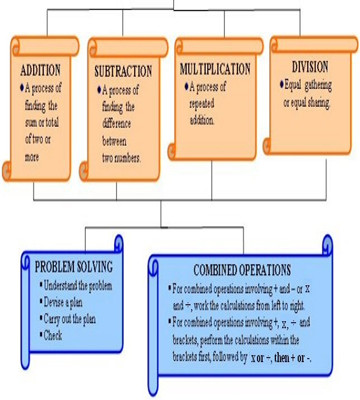 ADDITION
♦A process of
finding the
sum or total
of two or
more
SUBTRACTION
♦A process of
finding the
difference
between
two numbers.
MULTIPLICATION
♦A process of
repeated
addition.
DIVISION
♦Equal gathering
or equal sharing.
PROBLEM SOLVING
▪ Understand the problem
▪ Devise a plan
▪ Carry out the plan
▪ Check
COMBINED OPERATIONS
▪ For combined operations involving + and – or x
and ÷, work the calculations from left to right.
▪ For combined operations involving +, x, ÷ and
brackets, perform the calculations within the
brackets first, followed by x or ÷, then + or -.